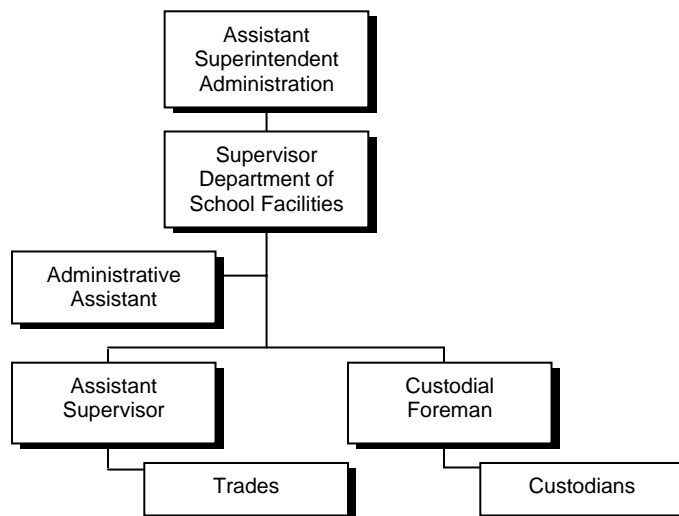 Assistant
Superintendent
Administration
Supervisor
Department of
School Facilities
Administrative
Assistant
Assistant
Supervisor
Custodial
Foreman
Trades
Custodians